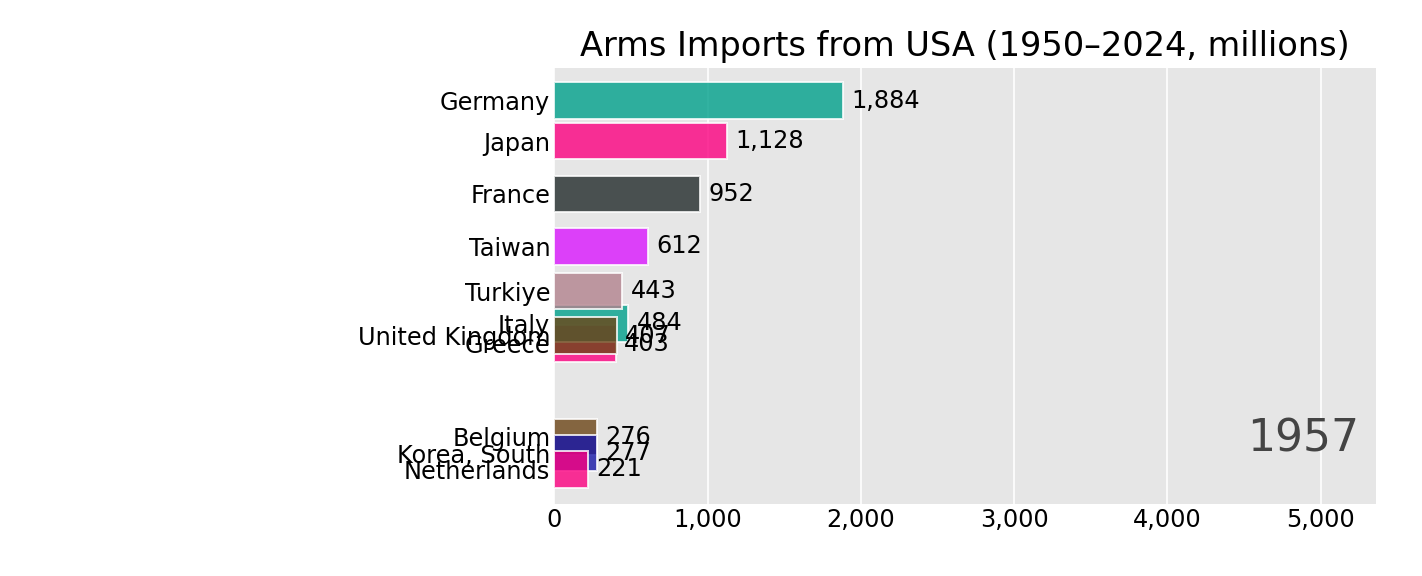 Arms Imports from USA (1950–2024, millions)
Germany 1,884
Japan 1,128
France 952
Taiwan 612
Turkiye 443
Italy 484
United Kingdom 407
Greece 403
Belgium 276
1957
Korea, South 277
Netherlands 221
0 1,000 2,000 3,000 4,000 5,000